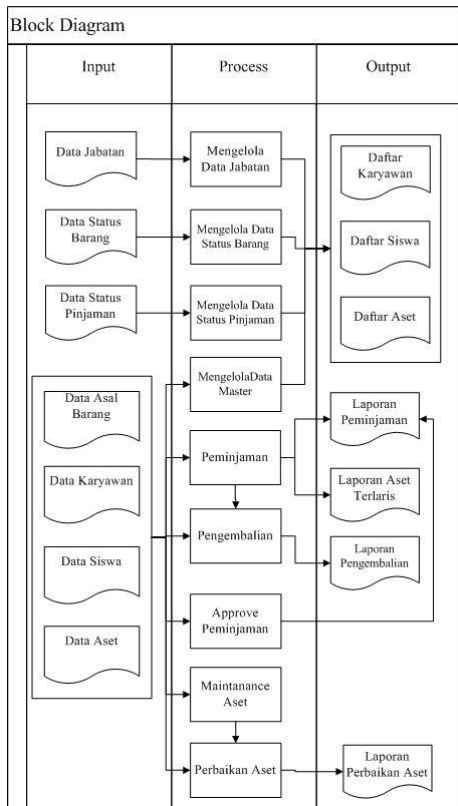 Block Diagram
Input
Process
Output
Data Jabatan
Data Status
Barang
Data Status
Pinjaman
Data Asal
Barang
Data Karyawan
Data Siswa
Data Aset
Mengelola
Data Jabatan
Mengelola Data
Status Barang
Mengelola Data
Status Pinjaman
MengelolaData
Master
Peminjaman
Pengembalian
Approve
Peminjaman
Maintanance
Aset
Perbaikan Aset
Daftar
Karyawan
Daftar Siswa
Daftar Aset
Laporan
Peminjaman
Laporan Aset
Terlaris
Laporan
Pengembalian
Laporan
Perbaikan Aset